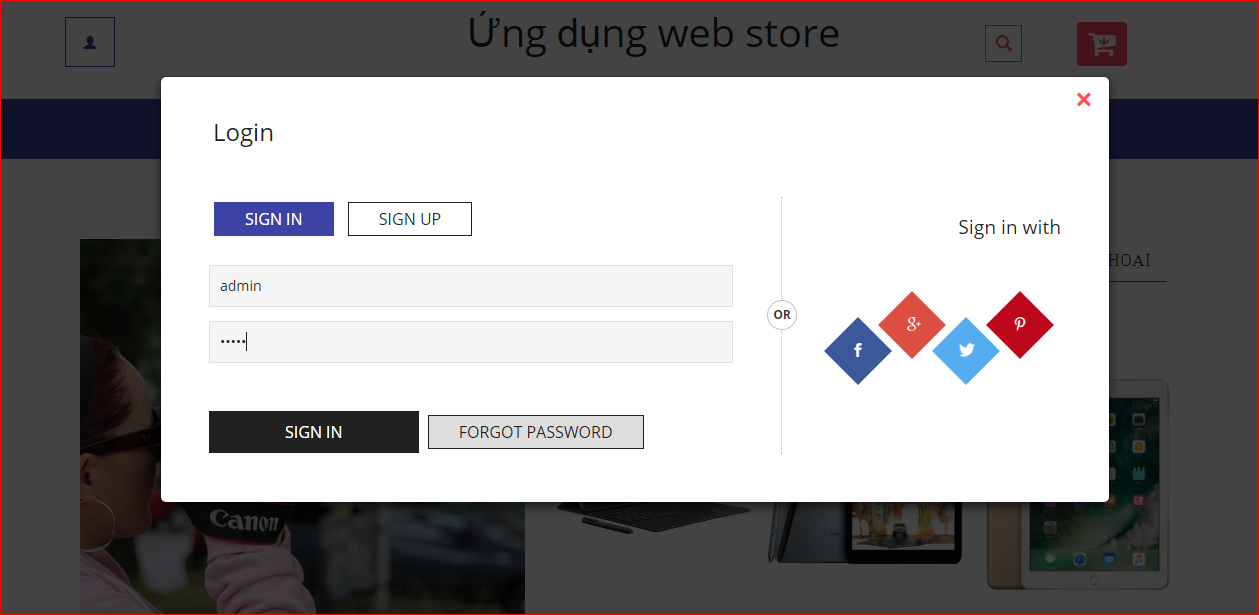 Ứng dụng web store
Login
SIGN IN
SIGN UP
Sign in with
admin
•••••
OR
f
g+
SIGN IN
FORGOT PASSWORD
HOẠI
Canon